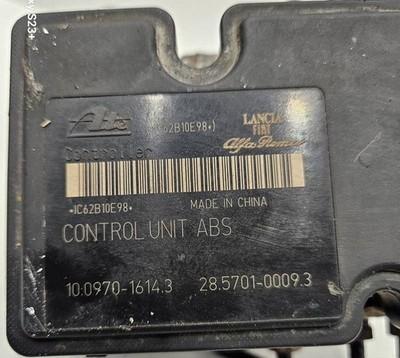 S23+
Ate
IC62B10E98*)
LANCIA
FIAT
Alfa Romeo
Controller
*IC62B10E98*
MADE IN CHINA
CONTROL UNIT ABS
10.0970-1614.3 28.5701-0009.3